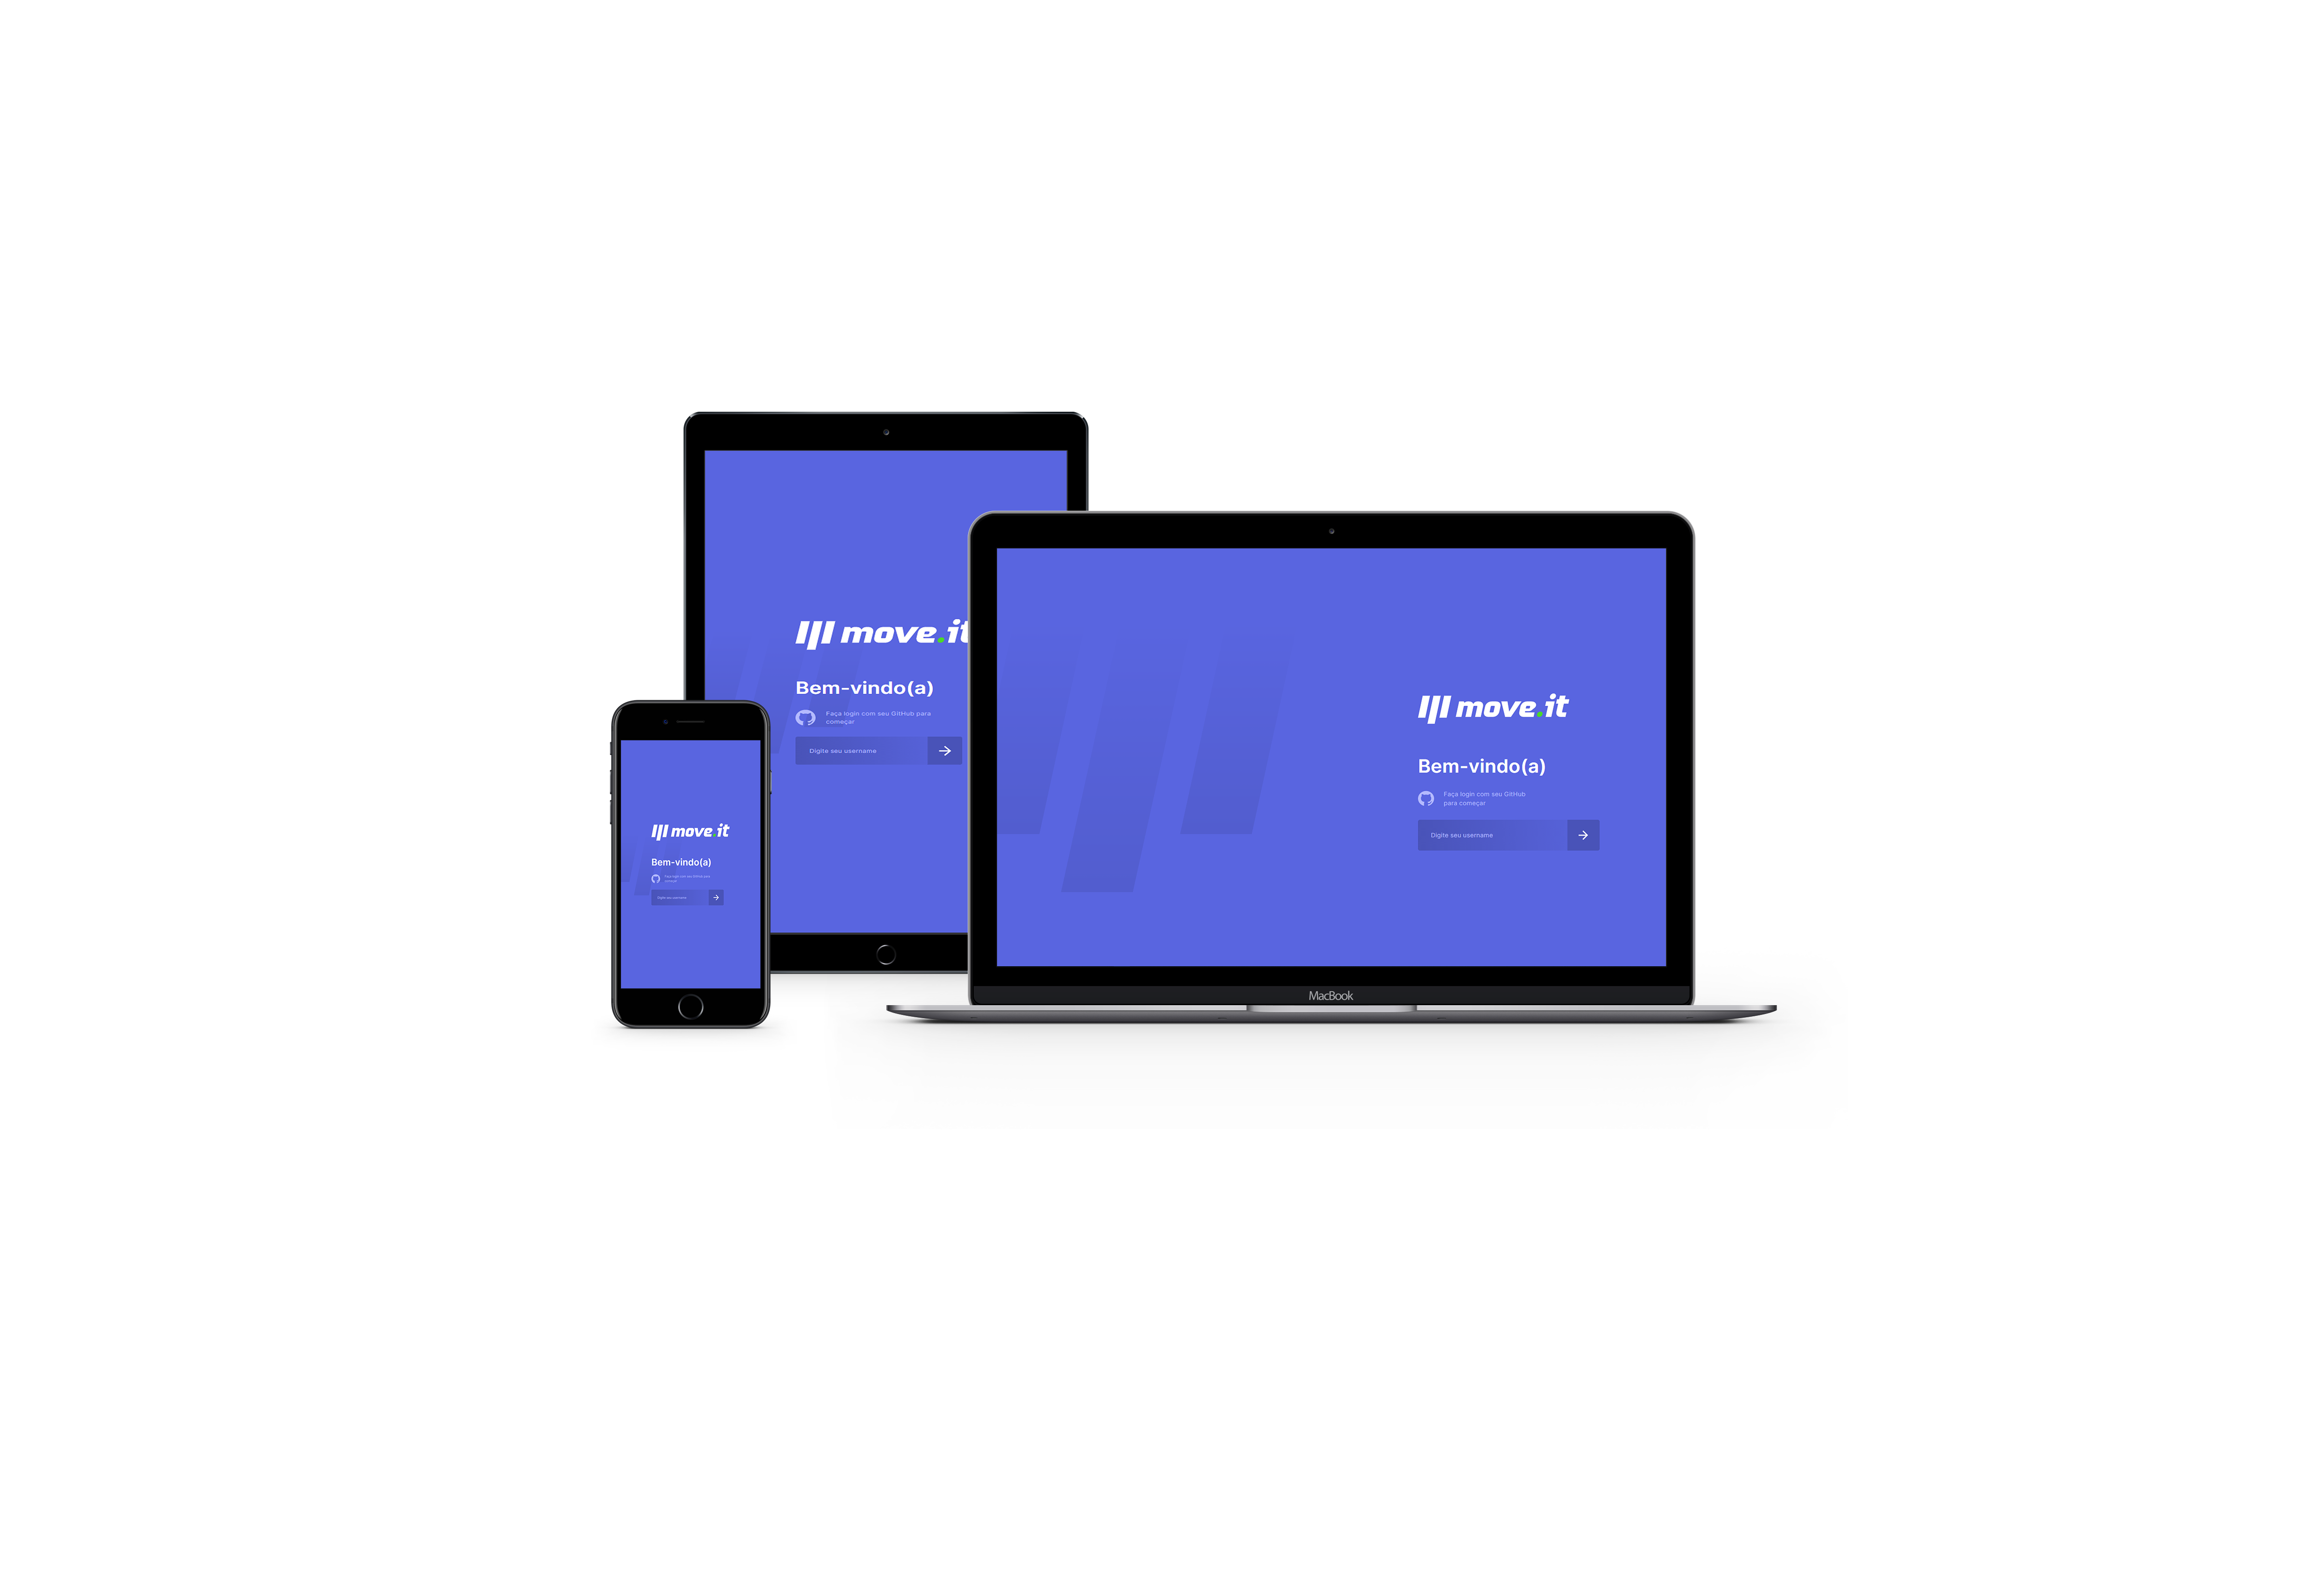 move.it
Bem-vindo(a)
Faça login com seu GitHub para
começar
Digite seu username
move.it
Bem-vindo(a)
Faça login com seu GitHub
para começar
Digite seu username
MacBook
move.it
Bem-vindo(a)
Faça login com seu GitHub para
começar
Digite seu username